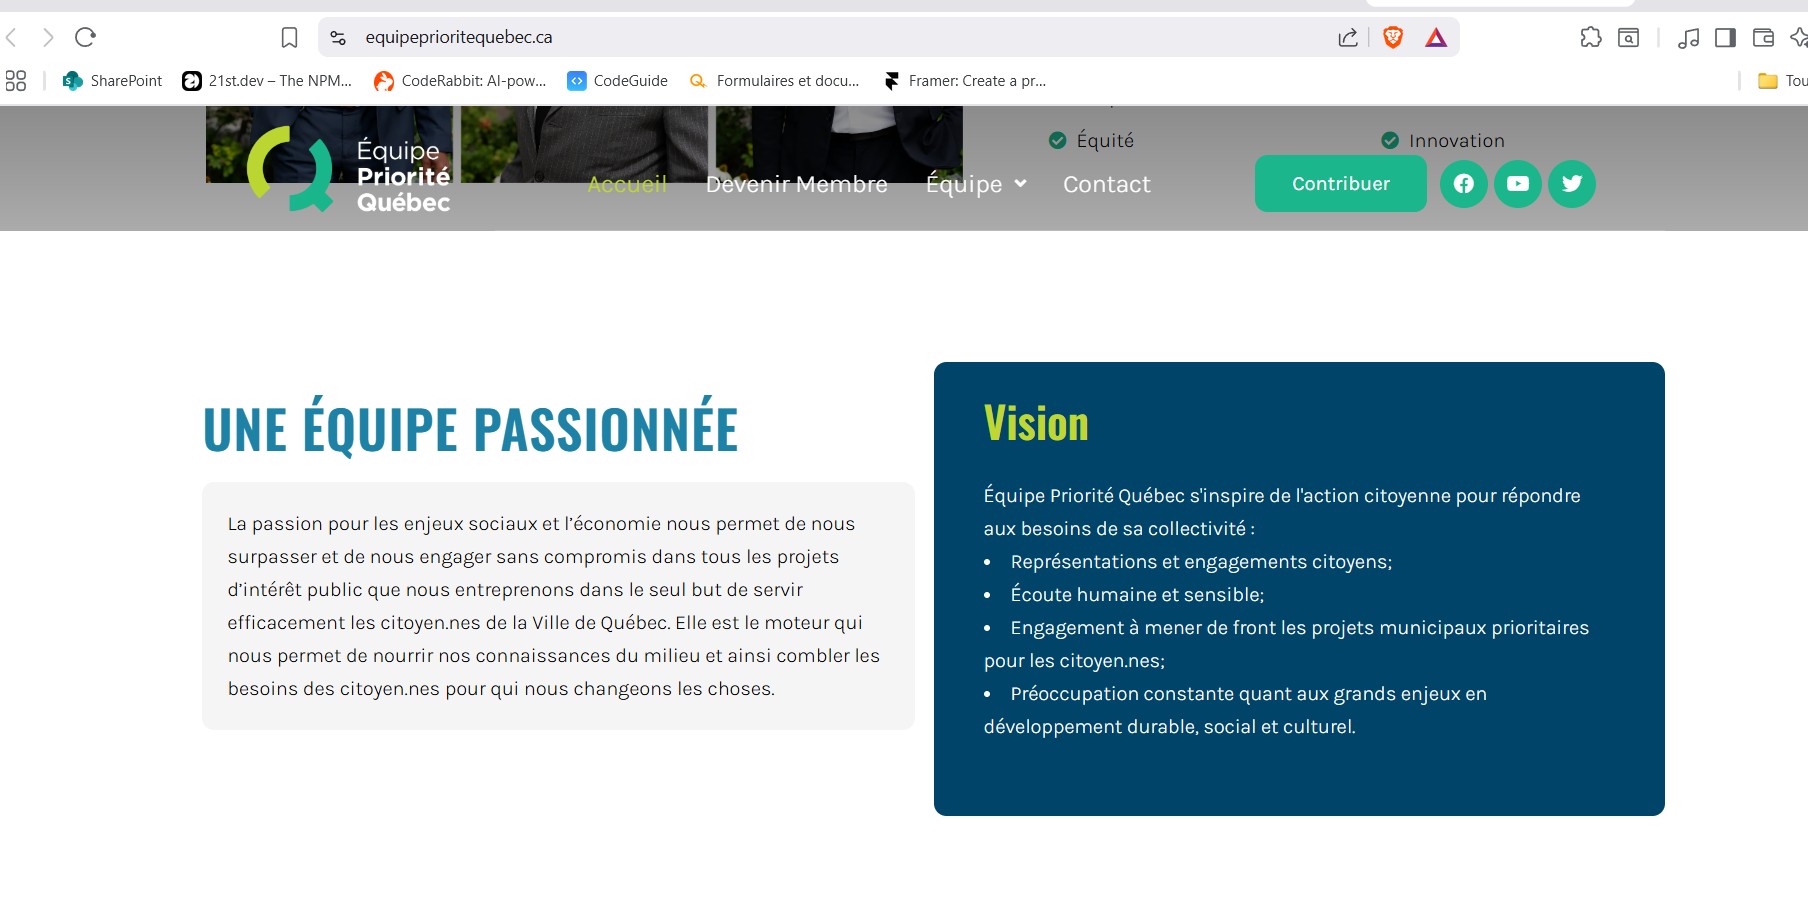 equipeprioritequebec.ca
SharePoint
21st.dev – The NPM...
CodeRabbit: AI-pow...
CodeGuide
Formulaires et docu...
Framer: Create a pr...
Tou
Équité
Innovation
Équipe
Priorité
Québec
Accueil
Devenir Membre
Équipe
Contact
Contribuer
UNE ÉQUIPE PASSIONNÉE
La passion pour les enjeux sociaux et l’économie nous permet de nous
surpasser et de nous engager sans compromis dans tous les projets
d’intérêt public que nous entreprenons dans le seul but de servir
efficacement les citoyen.nes de la Ville de Québec. Elle est le moteur qui
nous permet de nourrir nos connaissances du milieu et ainsi combler les
besoins des citoyen.nes pour qui nous changeons les choses.
Vision
Équipe Priorité Québec s'inspire de l'action citoyenne pour répondre
aux besoins de sa collectivité :
• Représentations et engagements citoyens;
• Écoute humaine et sensible;
• Engagement à mener de front les projets municipaux prioritaires
pour les citoyen.nes;
• Préoccupation constante quant aux grands enjeux en
développement durable, social et culturel.